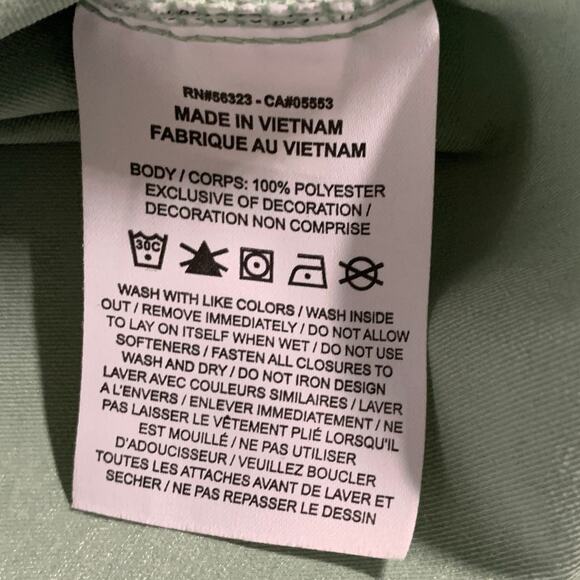 RN#56323 - CA#05553
MADE IN VIETNAM
FABRIQUE AU VIETNAM
BODY / CORPS: 100% POLYESTER
EXCLUSIVE OF DECORATION /
DECORATION NON COMPRISE
30C
WASH WITH LIKE COLORS / WASH INSIDE
OUT / REMOVE IMMEDIATELY / DO NOT ALLOW
TO LAY ON ITSELF WHEN WET / DO NOT USE
SOFTENERS / FASTEN ALL CLOSURES TO
WASH AND DRY / DO NOT IRON DESIGN
LAVER AVEC COULEURS SIMILAIRES / LAVER
A L'ENVERS / ENLEVER IMMEDIATEMENT / NE
PAS LAISSER LE VÊTEMENT PLIÉ LORSQU'IL
EST MOUILLÉ / NE PAS UTILISER
D'ADOUCISSEUR / VEUILLEZ BOUCLER
TOUTES LES ATTACHES AVANT DE LAVER ET
SECHER / NE PAS REPASSER LE DESSIN